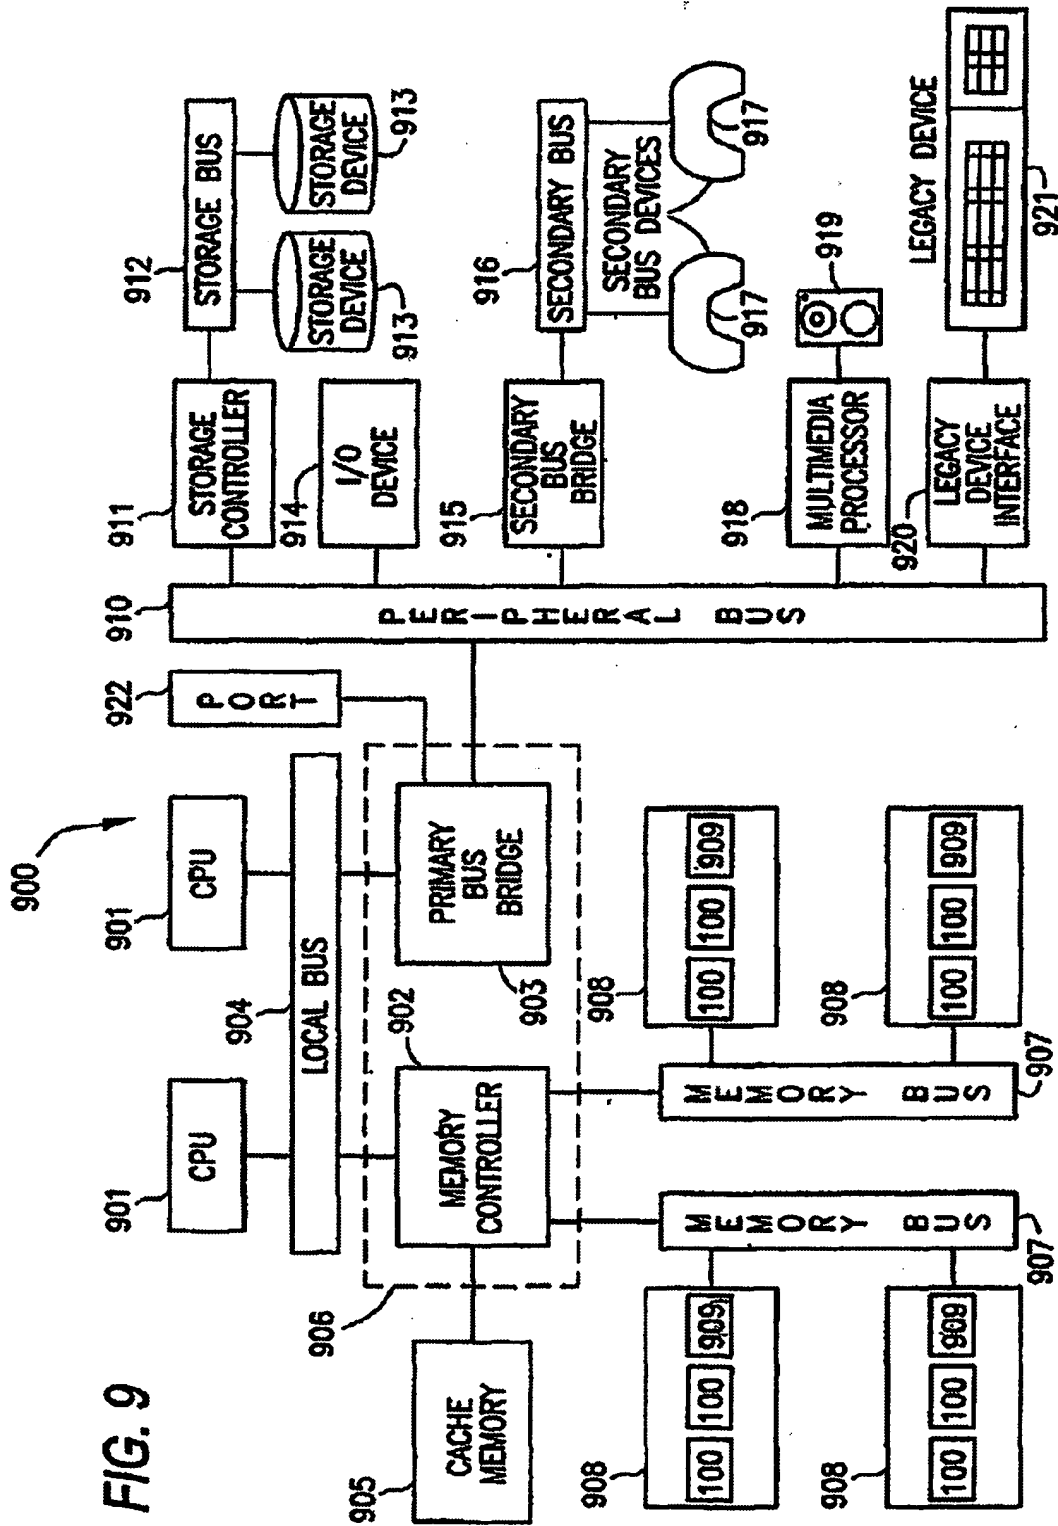 FIG. 9
900
901
CPU
901
CPU
922
PORT
904
LOCAL BUS
906
902
MEMORY
CONTROLLER
903
PRIMARY
BUS
BRIDGE
905
CACHE
MEMORY
907
MEMORY BUS
907
MEMORY BUS
908
100
100
909
908
100
100
909
908
100
100
909
908
100
100
909
910
PERIPHERAL BUS
911
STORAGE
CONTROLLER
912
STORAGE BUS
STORAGE
DEVICE
913
STORAGE
DEVICE
913
914
I/O
DEVICE
915
SECONDARY
BUS
BRIDGE
916
SECONDARY BUS
SECONDARY
BUS DEVICES
917
917
918
MULTIMEDIA
PROCESSOR
919
920
LEGACY
DEVICE
INTERFACE
LEGACY DEVICE
921